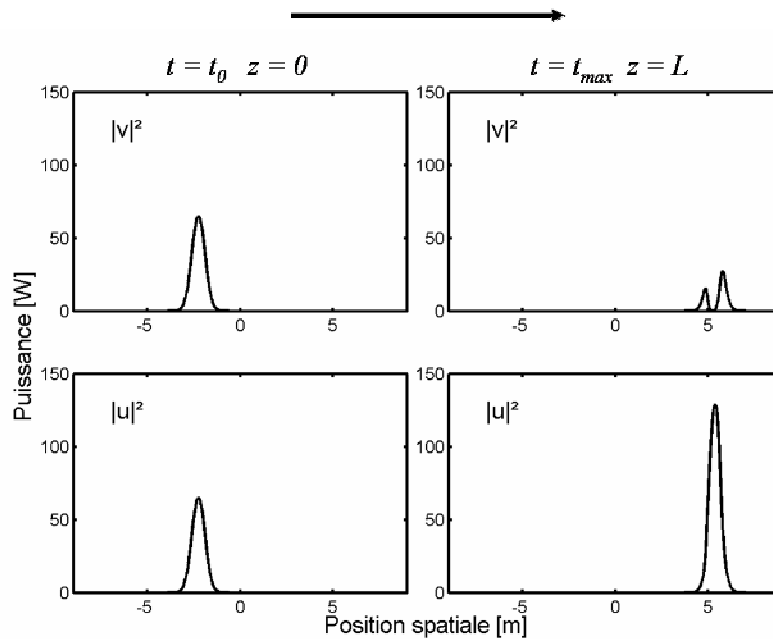 t = t₀ z = 0
t = tₘₐₓ z = L
150
100
50
0
-5 0 5
|v|²
150
100
50
0
-5 0 5
|v|²
150
100
50
0
-5 0 5
|u|²
150
100
50
0
-5 0 5
|u|²
Puissance [W]
Position spatiale [m]